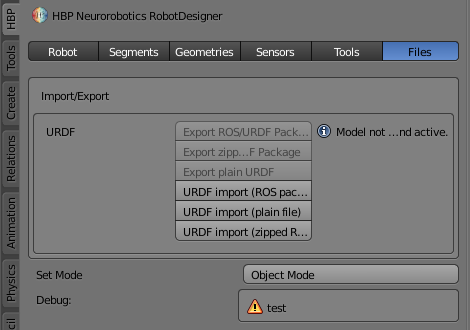 HBP Neurorobotics RobotDesigner
Robot Segments Geometries Sensors Tools Files
Import/Export
URDF
Export ROS/URDF Pack...
Model not ...nd active.
Export zipp...F Package
Export plain URDF
URDF import (ROS pac...
URDF import (plain file)
URDF import (zipped R...
Set Mode
Object Mode
Debug:
test
HBP
Tools
Create
Relations
Animation
Physics
cil